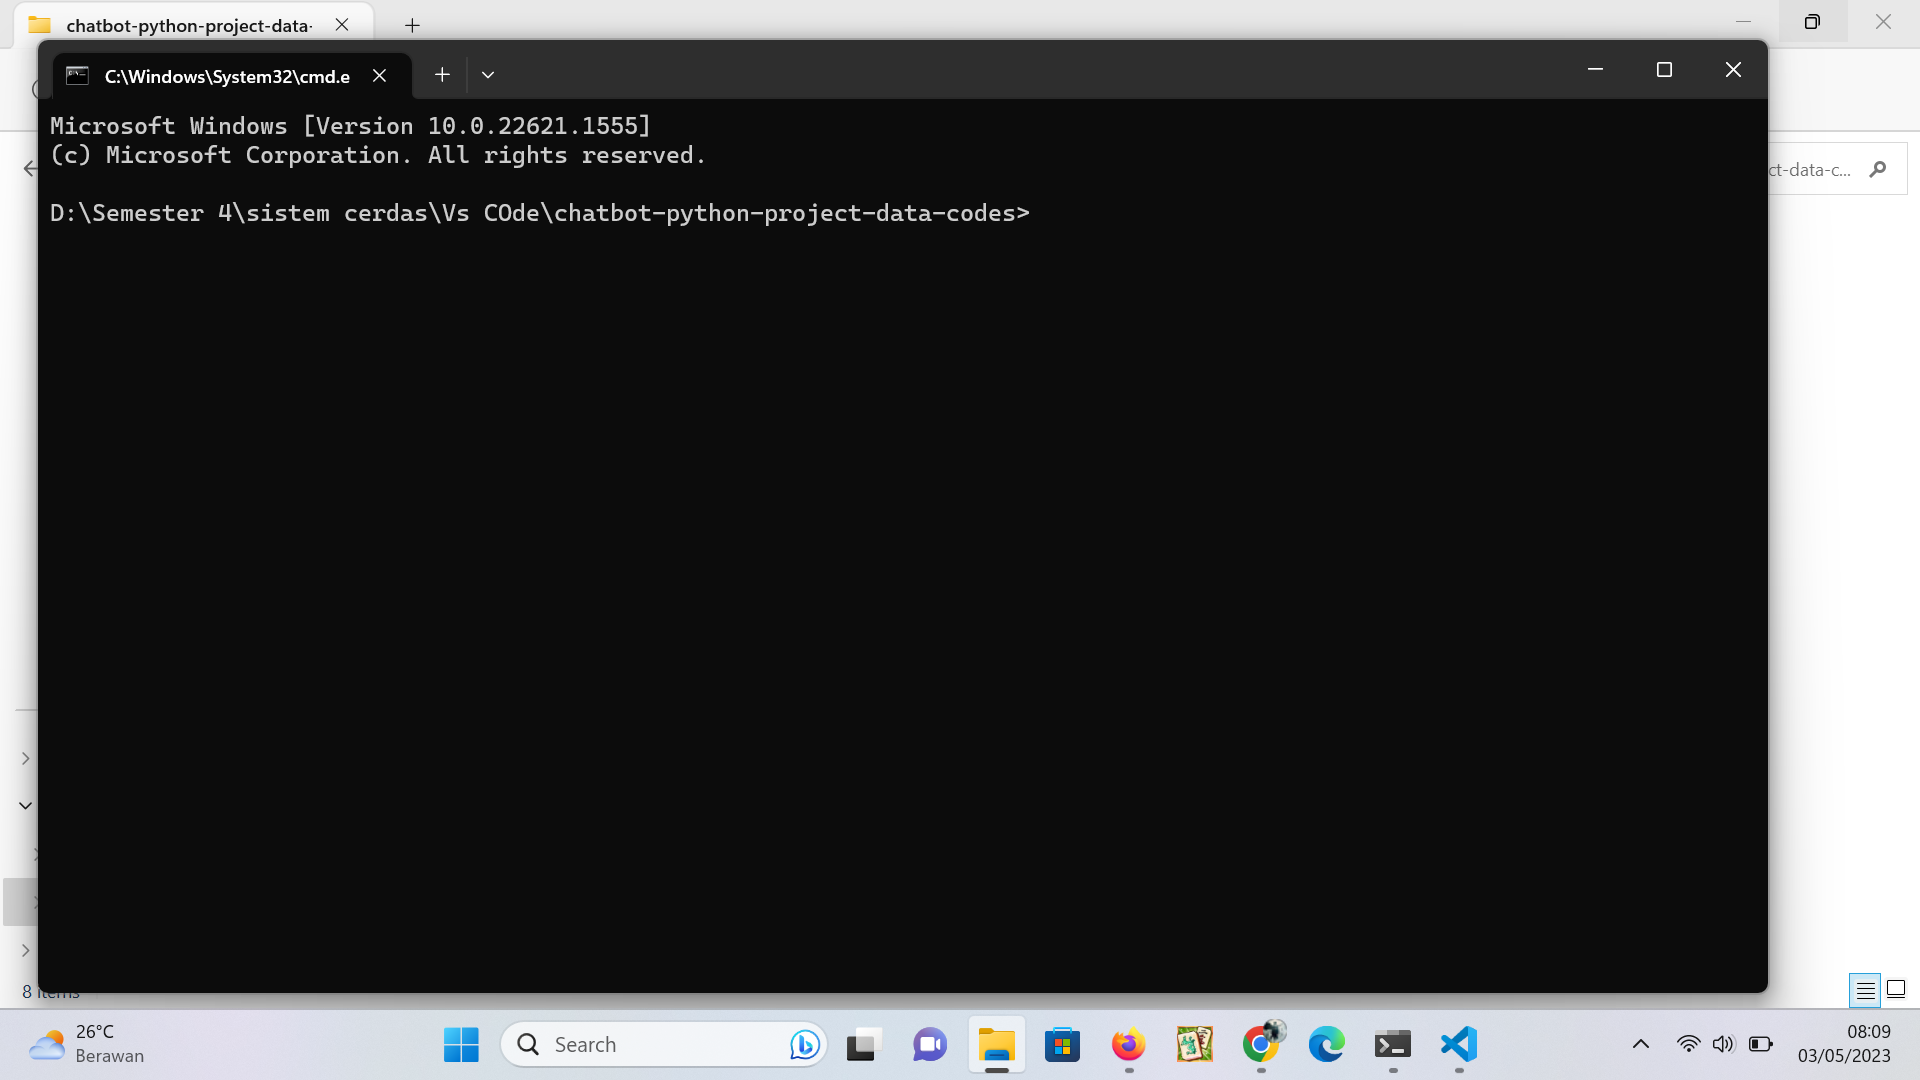 chatbot-python-project-data-
C:\Windows\System32\cmd.e
Microsoft Windows [Version 10.0.22621.1555]
(c) Microsoft Corporation. All rights reserved.
ct-data-c...
D:\Semester 4\sistem cerdas\Vs COde\chatbot-python-project-data-codes>
8 items
26°C
Berawan
Search
08:09
03/05/2023